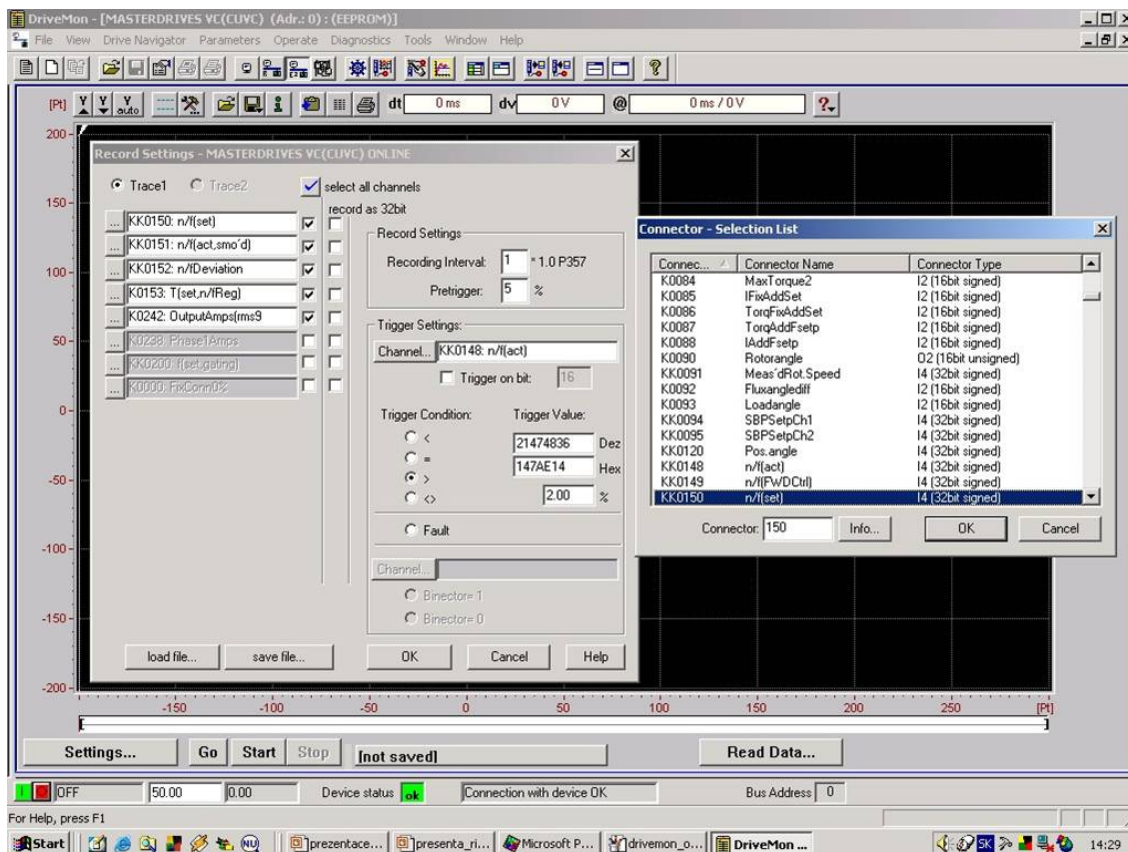 DriveMon - [MASTERDRIVES VC(CUVC) (Adr.: 0) : (EEPROM)]
File View Drive Navigator Parameters Operate Diagnostics Tools Window Help
[Pt] Y Y Y auto dt 0 ms dv 0 V @ 0 ms / 0 V ?
200
150
100
50
0
-50
-100
-150
-200
Record Settings - MASTERDRIVES VC(CUVC) ONLINE
Trace1 Trace2 select all channels
record as 32bit
... KK0150: n/f(set)
... KK0151: n/f(act,smo´d)
... KK0152: n/fDeviation
... K0153: T(set,n/fReg)
... K0242: OutputAmps(rms9
... K0238: Phase1Amps
... KK0200: f(set,gating)
... K0000: FixConn0%
Record Settings
Recording Interval: 1 * 1.0 P357
Pretrigger: 5 %
Trigger Settings:
Channel... KK0148: n/f(act)
Trigger on bit: 16
Trigger Condition: Trigger Value:
<
=
>
<>
21474836 Dez
147AE14 Hex
2.00 %
Fault
Channel...
Binector= 1
Binector= 0
load file... save file... OK Cancel Help
Connector - Selection List
Connec... Connector Name Connector Type
K0084 MaxTorque2 I2 (16bit signed)
K0085 IFixAddSet I2 (16bit signed)
K0086 TorqFixAddSet I2 (16bit signed)
K0087 TorqAddFsetp I2 (16bit signed)
K0088 IAddFsetp I2 (16bit signed)
K0090 Rotorangle O2 (16bit unsigned)
KK0091 Meas´dRot.Speed I4 (32bit signed)
K0092 Fluxanglediff I2 (16bit signed)
K0093 Loadangle I2 (16bit signed)
KK0094 SBPSetpCh1 I4 (32bit signed)
KK0095 SBPSetpCh2 I4 (32bit signed)
KK0120 Pos.angle I4 (32bit signed)
KK0148 n/f(act) I4 (32bit signed)
KK0149 n/f(FWDCtrl) I4 (32bit signed)
KK0150 n/f(set) I4 (32bit signed)
Connector: 150 Info... OK Cancel
-150 -100 -50 0 50 100 150 200 250 [Pt]
Settings... Go Start Stop [not saved] Read Data...
OFF 50.00 0.00 Device status ok Connection with device OK Bus Address 0
For Help, press F1
Start NU ]prezentace... ]presenta_ri... Microsoft P... drivemon_o... DriveMon ... SK 14:29